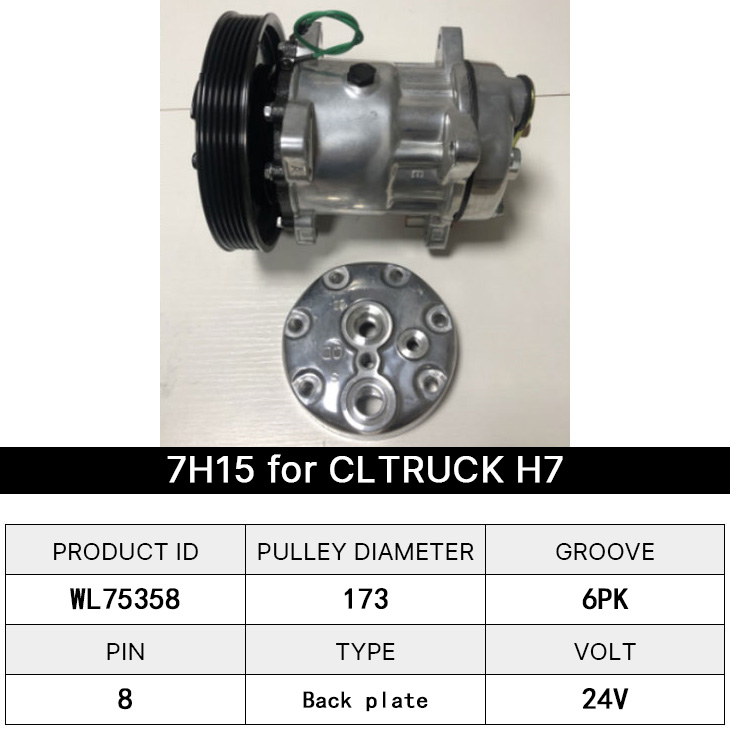 7H15 for CLTRUCK H7
PRODUCT ID PULLEY DIAMETER GROOVE
WL75358 173 6PK
PIN TYPE VOLT
8 Back plate 24V